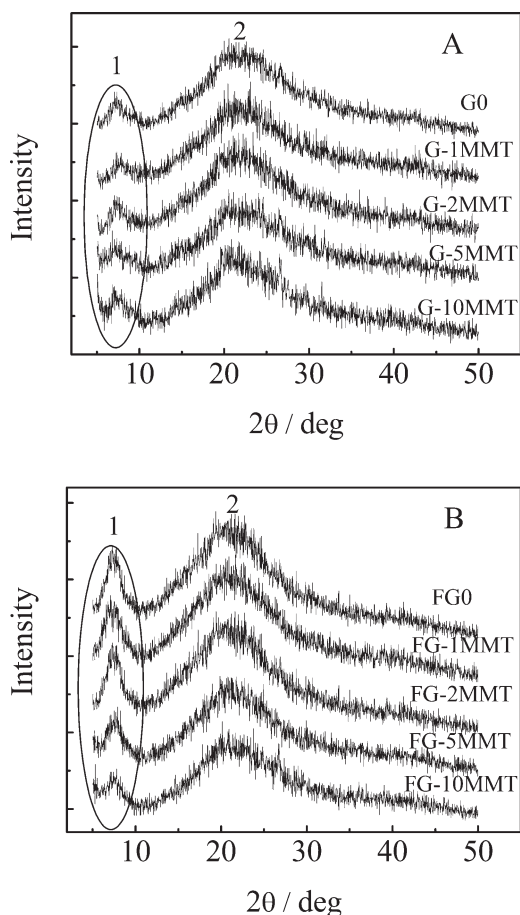 A
1
2
G0
G-1MMT
G-2MMT
G-5MMT
G-10MMT
Intensity
10 20 30 40 50
2θ / deg
B
1
2
FG0
FG-1MMT
FG-2MMT
FG-5MMT
FG-10MMT
Intensity
10 20 30 40 50
2θ / deg